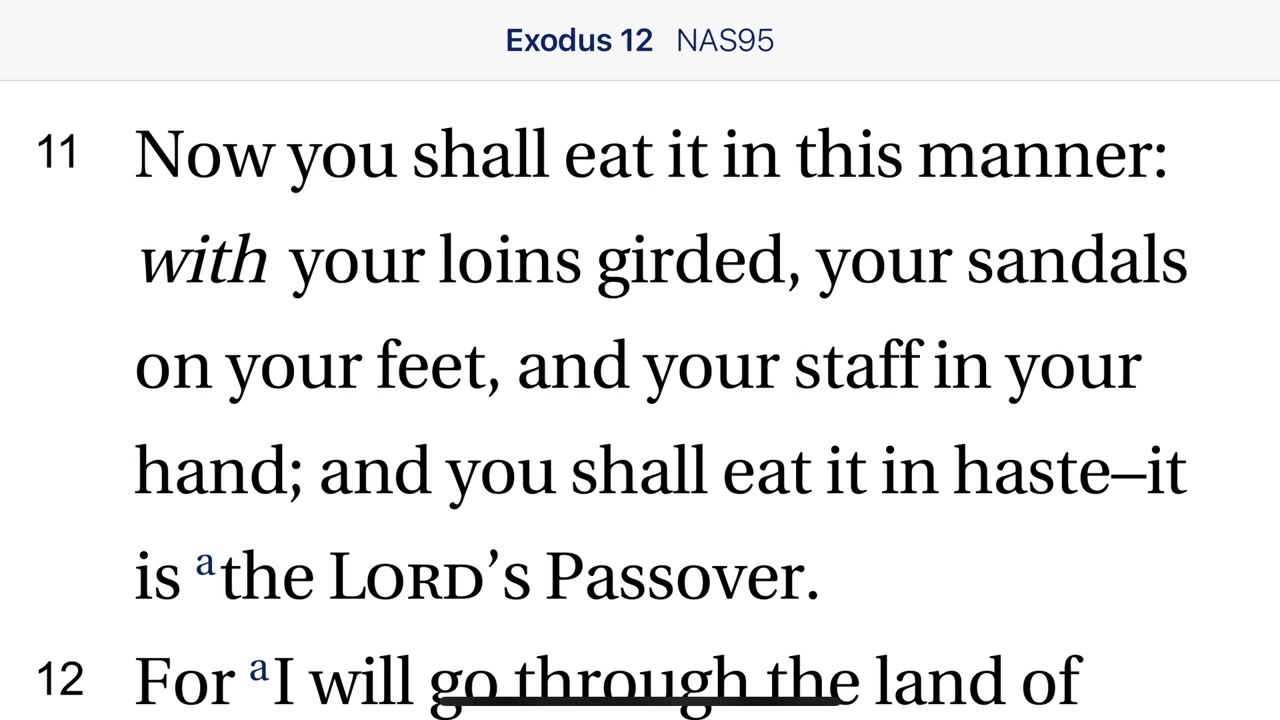 Exodus 12 NAS95
11 Now you shall eat it in this manner:
with your loins girded, your sandals
on your feet, and your staff in your
hand; and you shall eat it in haste—it
is a the LORD’s Passover.
12 For a I will go through the land of